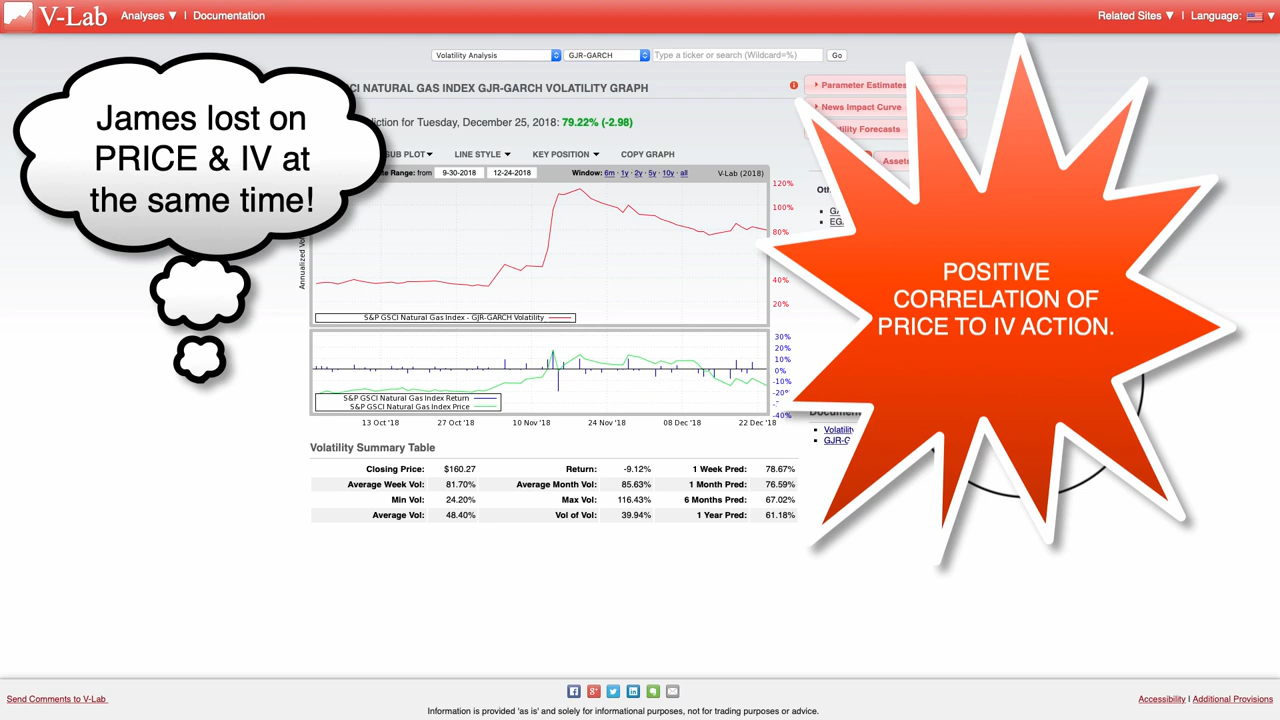 V-Lab
Analyses ▼ | Documentation
Related Sites ▼ | Language: ▼
Volatility Analysis
GJR-GARCH
Type a ticker or search (Wildcard=%)
Go
James lost on
PRICE & IV at
the same time!
NATURAL GAS INDEX GJR-GARCH VOLATILITY GRAPH
for Tuesday, December 25, 2018: 79.22% (-2.98)
PLOT LINE STYLE KEY POSITION COPY GRAPH
Range: from 9-30-2018 12-24-2018 Window: 6m · 1y · 2y · 5y · 10y · all V-Lab (2018)
Parameter Estimates
News Impact Curve
Forecasts
POSITIVE
CORRELATION OF
PRICE TO IV ACTION.
Annualized
120%
100%
80%
40%
20%
S&P GSCI Natural Gas Index - GJR-GARCH Volatility
30%
20%
10%
0%
-10%
-20%
-40%
S&P GSCI Natural Gas Index Return
S&P GSCI Natural Gas Index Price
13 Oct '18 27 Oct '18 10 Nov '18 24 Nov '18 08 Dec '18 22 Dec '18
Volatility Summary Table
Closing Price: $160.27 Return: -9.12% 1 Week Pred: 78.67%
Average Week Vol: 81.70% Average Month Vol: 85.63% 1 Month Pred: 76.59%
Min Vol: 24.20% Max Vol: 116.43% 6 Months Pred: 67.02%
Average Vol: 48.40% Vol of Vol: 39.94% 1 Year Pred: 61.18%
Send Comments to V-Lab
Accessibility | Additional Provisions
Information is provided 'as is' and solely for informational purposes, not for trading purposes or advice.